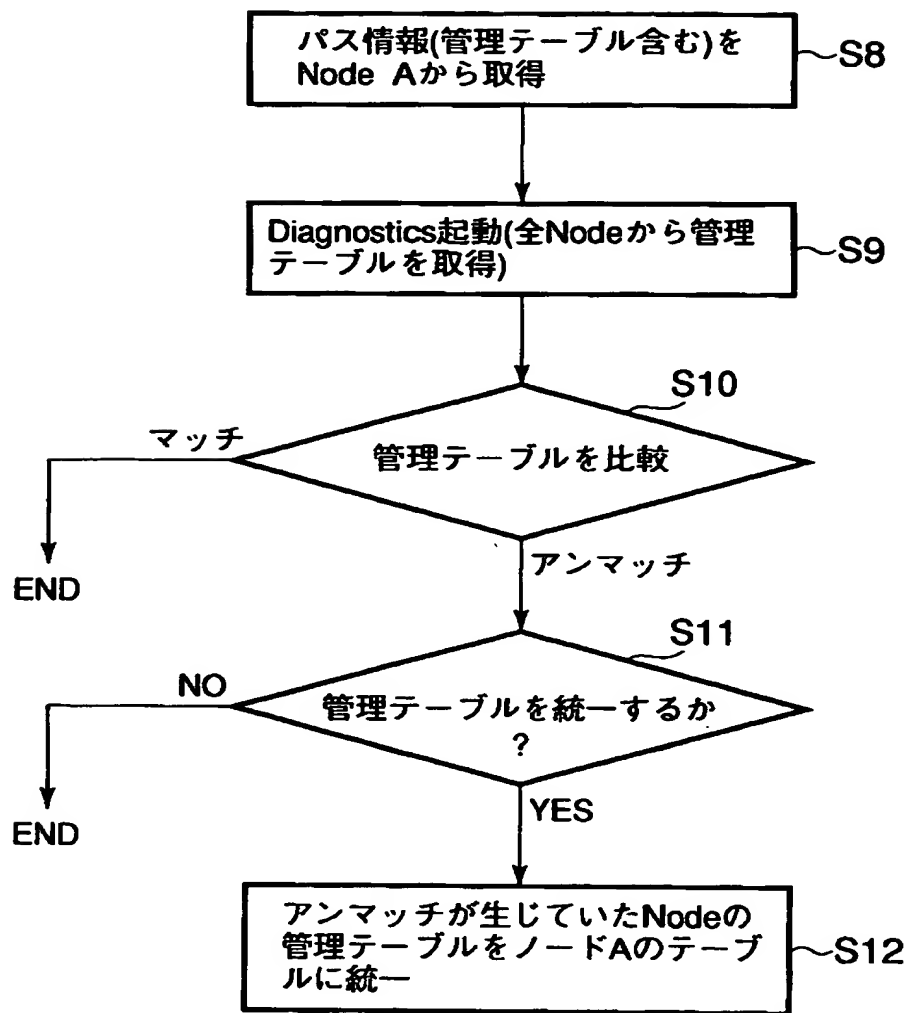 パス情報(管理テーブル含む)を
Node Aから取得
S8
Diagnostics起動(全Nodeから管理
テーブルを取得)
S9
S10
マッチ
管理テーブルを比較
END
アンマッチ
S11
NO
管理テーブルを統一するか
?
END
YES
アンマッチが生じていたNodeの
管理テーブルをノードAのテーブ
ルに統一
S12